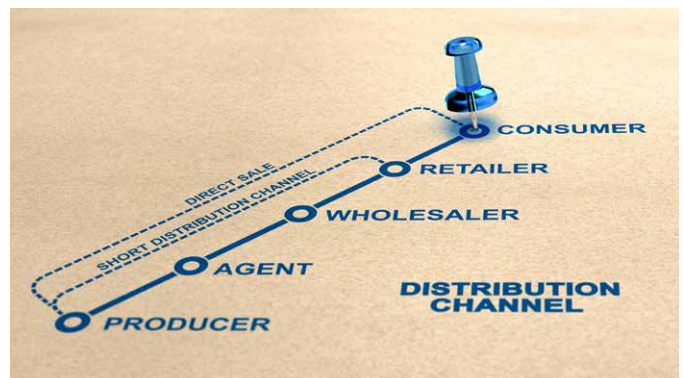 CONSUMER
DIRECT SALE
RETAILER
SHORT DISTRIBUTION CHANNEL
WHOLESALER
AGENT
DISTRIBUTION
CHANNEL
PRODUCER